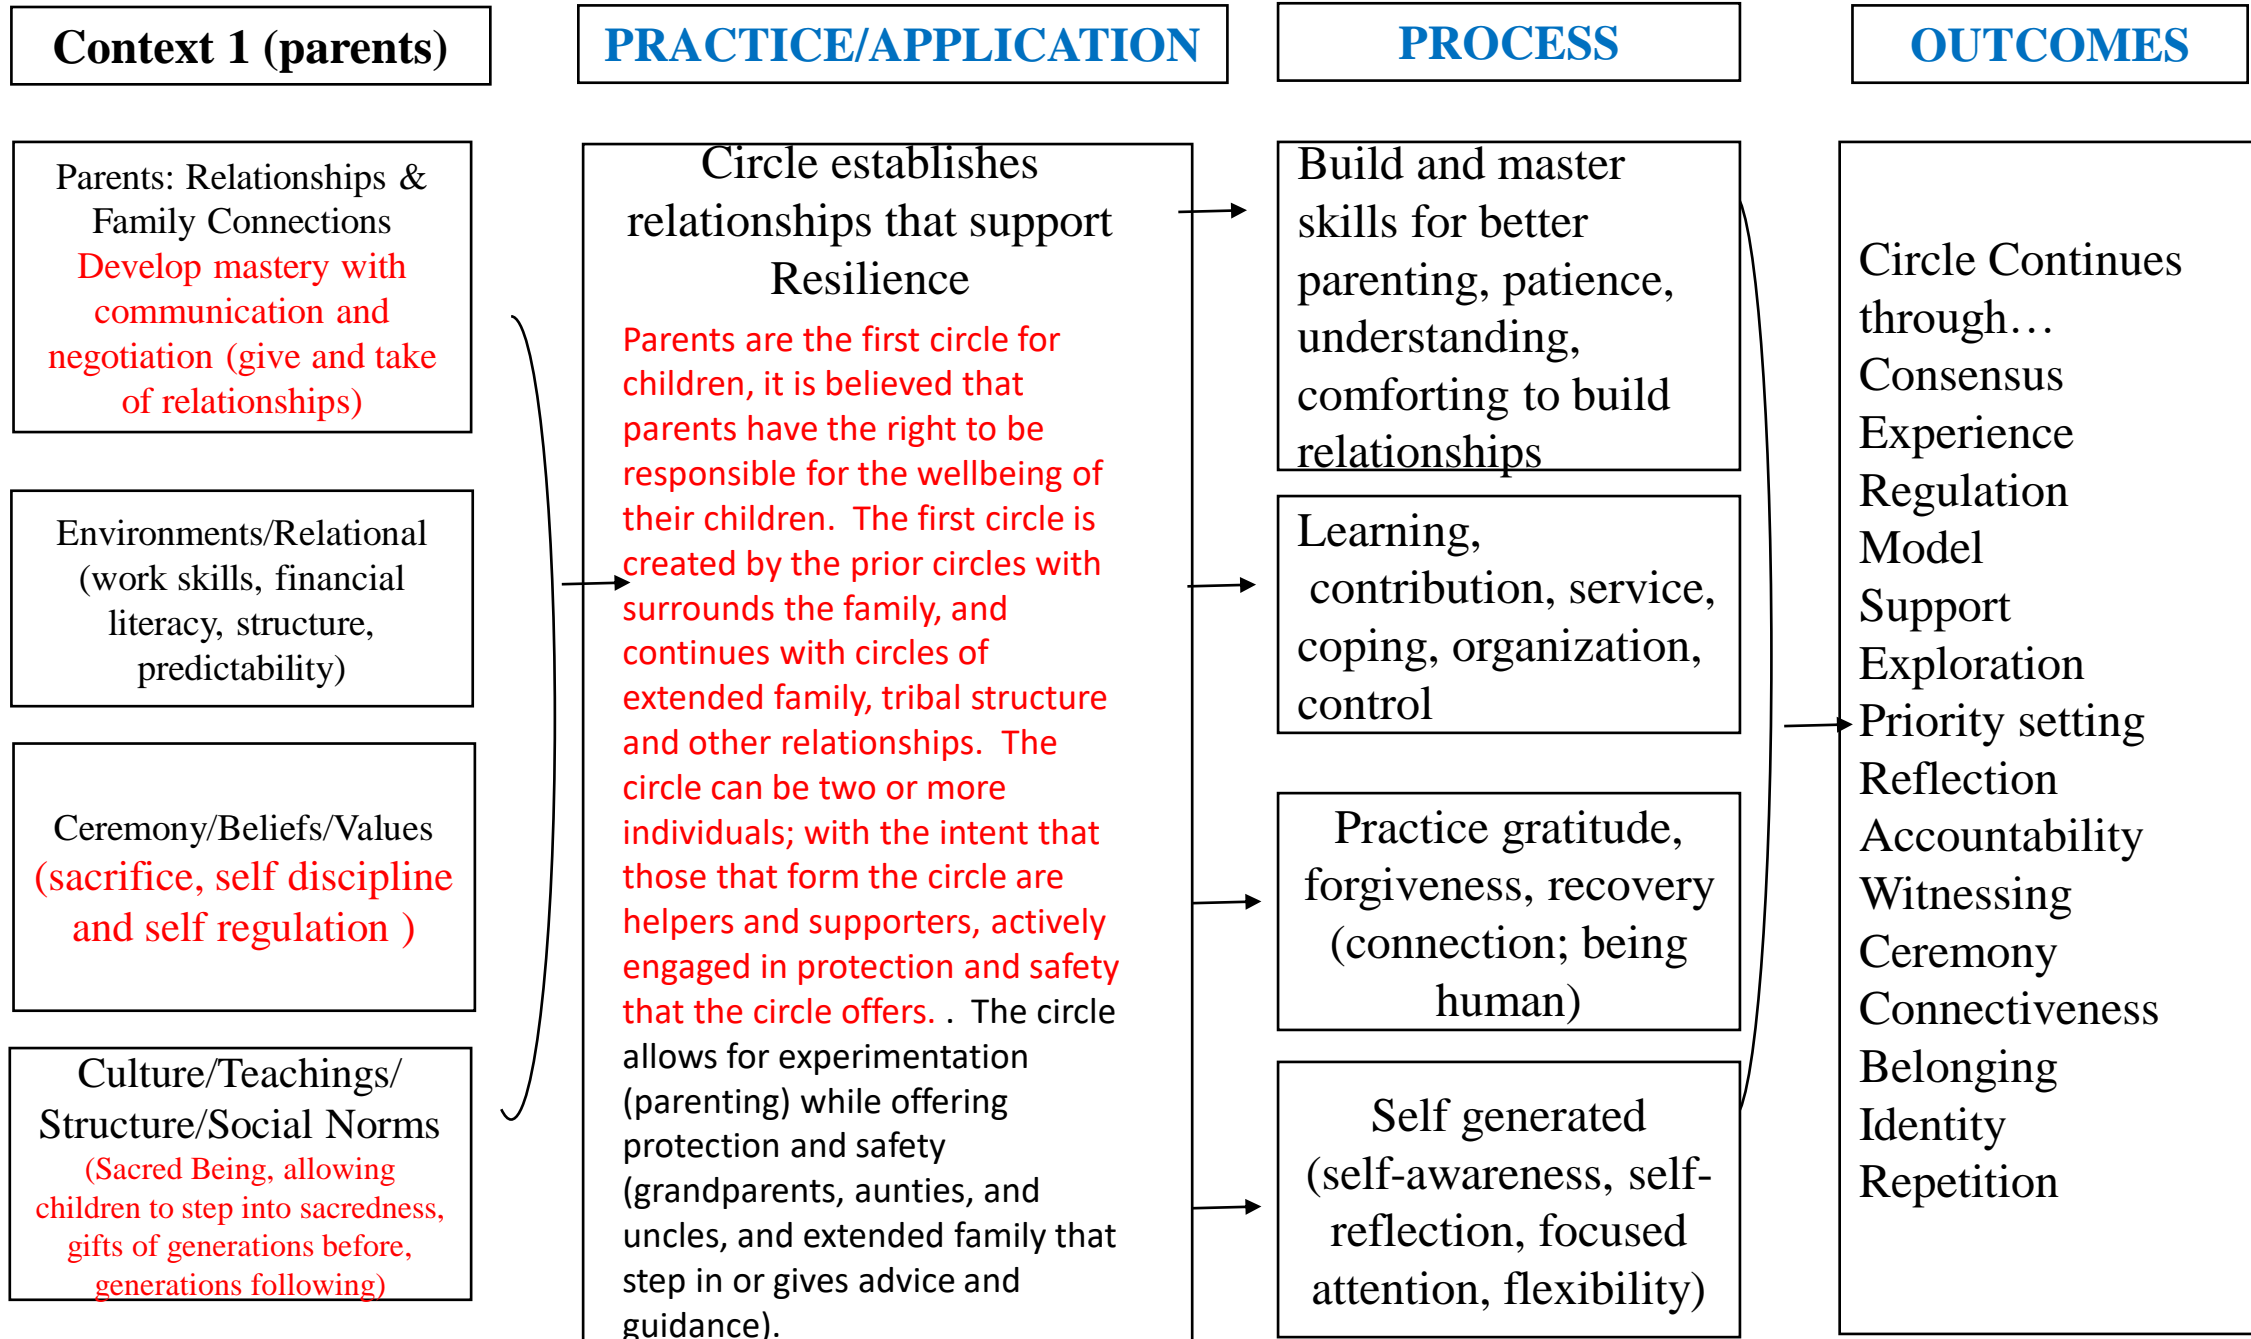 Context 1 (parents)
PRACTICE/APPLICATION
PROCESS
OUTCOMES
Parents: Relationships &
Family Connections
Develop mastery with
communication and
negotiation (give and take
of relationships)
Environments/Relational
(work skills, financial
literacy, structure,
predictability)
Ceremony/Beliefs/Values
(sacrifice, self discipline
and self regulation )
Culture/Teachings/
Structure/Social Norms
(Sacred Being, allowing
children to step into sacredness,
gifts of generations before,
generations following)
Circle establishes
relationships that support
Resilience
Parents are the first circle for
children, it is believed that
parents have the right to be
responsible for the wellbeing of
their children.  The first circle is
created by the prior circles with
surrounds the family, and
continues with circles of
extended family, tribal structure
and other relationships.  The
circle can be two or more
individuals; with the intent that
those that form the circle are
helpers and supporters, actively
engaged in protection and safety
that the circle offers. .  The circle
allows for experimentation
(parenting) while offering
protection and safety
(grandparents, aunties, and
uncles, and extended family that
step in or gives advice and
guidance).
Build and master
skills for better
parenting, patience,
understanding,
comforting to build
relationships
Learning,
contribution, service,
coping, organization,
control
Practice gratitude,
forgiveness, recovery
(connection; being
human)
Self generated
(self-awareness, self-
reflection, focused
attention, flexibility)
Circle Continues
through…
Consensus
Experience
Regulation
Model
Support
Exploration
Priority setting
Reflection
Accountability
Witnessing
Ceremony
Connectiveness
Belonging
Identity
Repetition